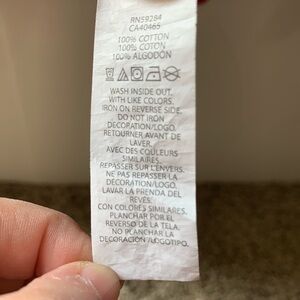 RN59284
CA40465
100% COTTON
100% COTON
100% ALGODÓN
WASH INSIDE OUT.
WITH LIKE COLORS.
IRON ON REVERSE SIDE.
DO NOT IRON
DECORATION/LOGO.
RETOURNER AVANT DE
LAVER.
AVEC DES COULEURS
SIMILAIRES.
REPASSER SUR L'ENVERS.
NE PAS REPASSER LA
DÉCORATION/LOGO.
LAVAR LA PRENDA DEL
REVÉS.
CON COLORES SIMILARES.
PLANCHAR POR EL
REVERSO DE LA TELA.
NO PLANCHAR LA
DECORACIÓN/LOGOTIPO.